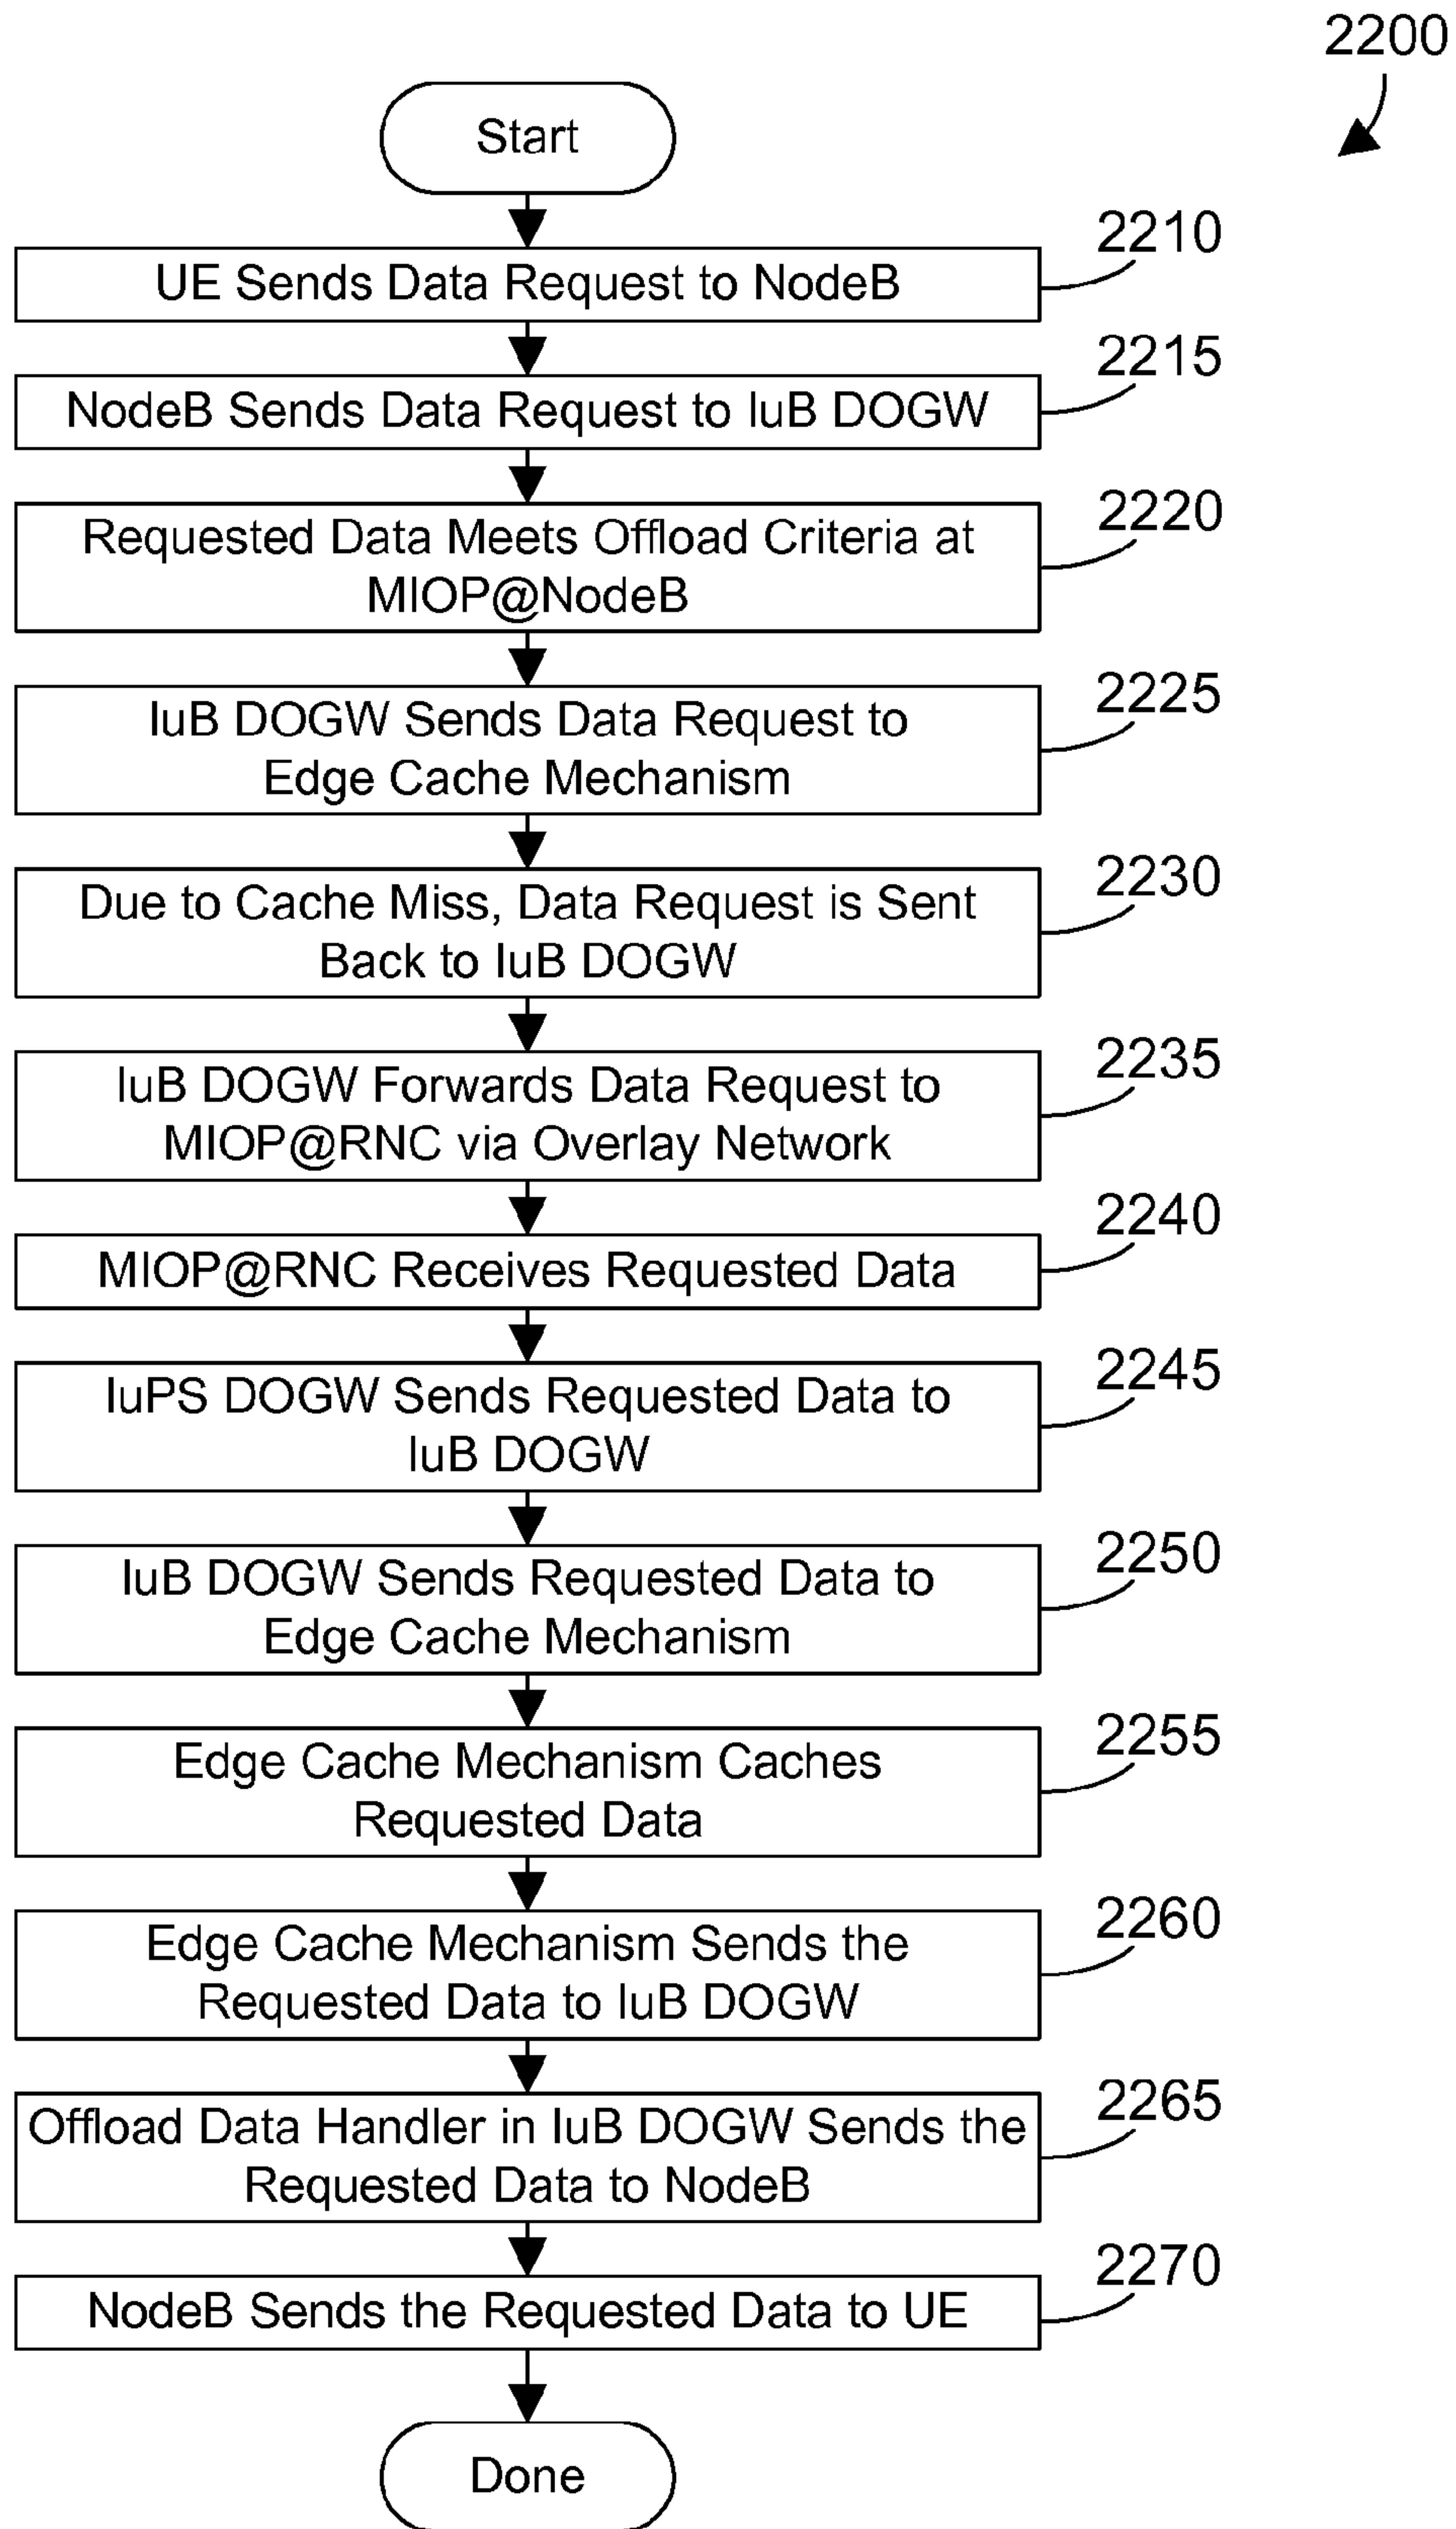 2200
Start
2210
UE Sends Data Request to NodeB
2215
NodeB Sends Data Request to IuB DOGW
2220
Requested Data Meets Offload Criteria at
MIOP@NodeB
2225
IuB DOGW Sends Data Request to
Edge Cache Mechanism
2230
Due to Cache Miss, Data Request is Sent
Back to IuB DOGW
2235
IuB DOGW Forwards Data Request to
MIOP@RNC via Overlay Network
2240
MIOP@RNC Receives Requested Data
2245
IuPS DOGW Sends Requested Data to
IuB DOGW
2250
IuB DOGW Sends Requested Data to
Edge Cache Mechanism
2255
Edge Cache Mechanism Caches
Requested Data
2260
Edge Cache Mechanism Sends the
Requested Data to IuB DOGW
2265
Offload Data Handler in IuB DOGW Sends the
Requested Data to NodeB
2270
NodeB Sends the Requested Data to UE
Done